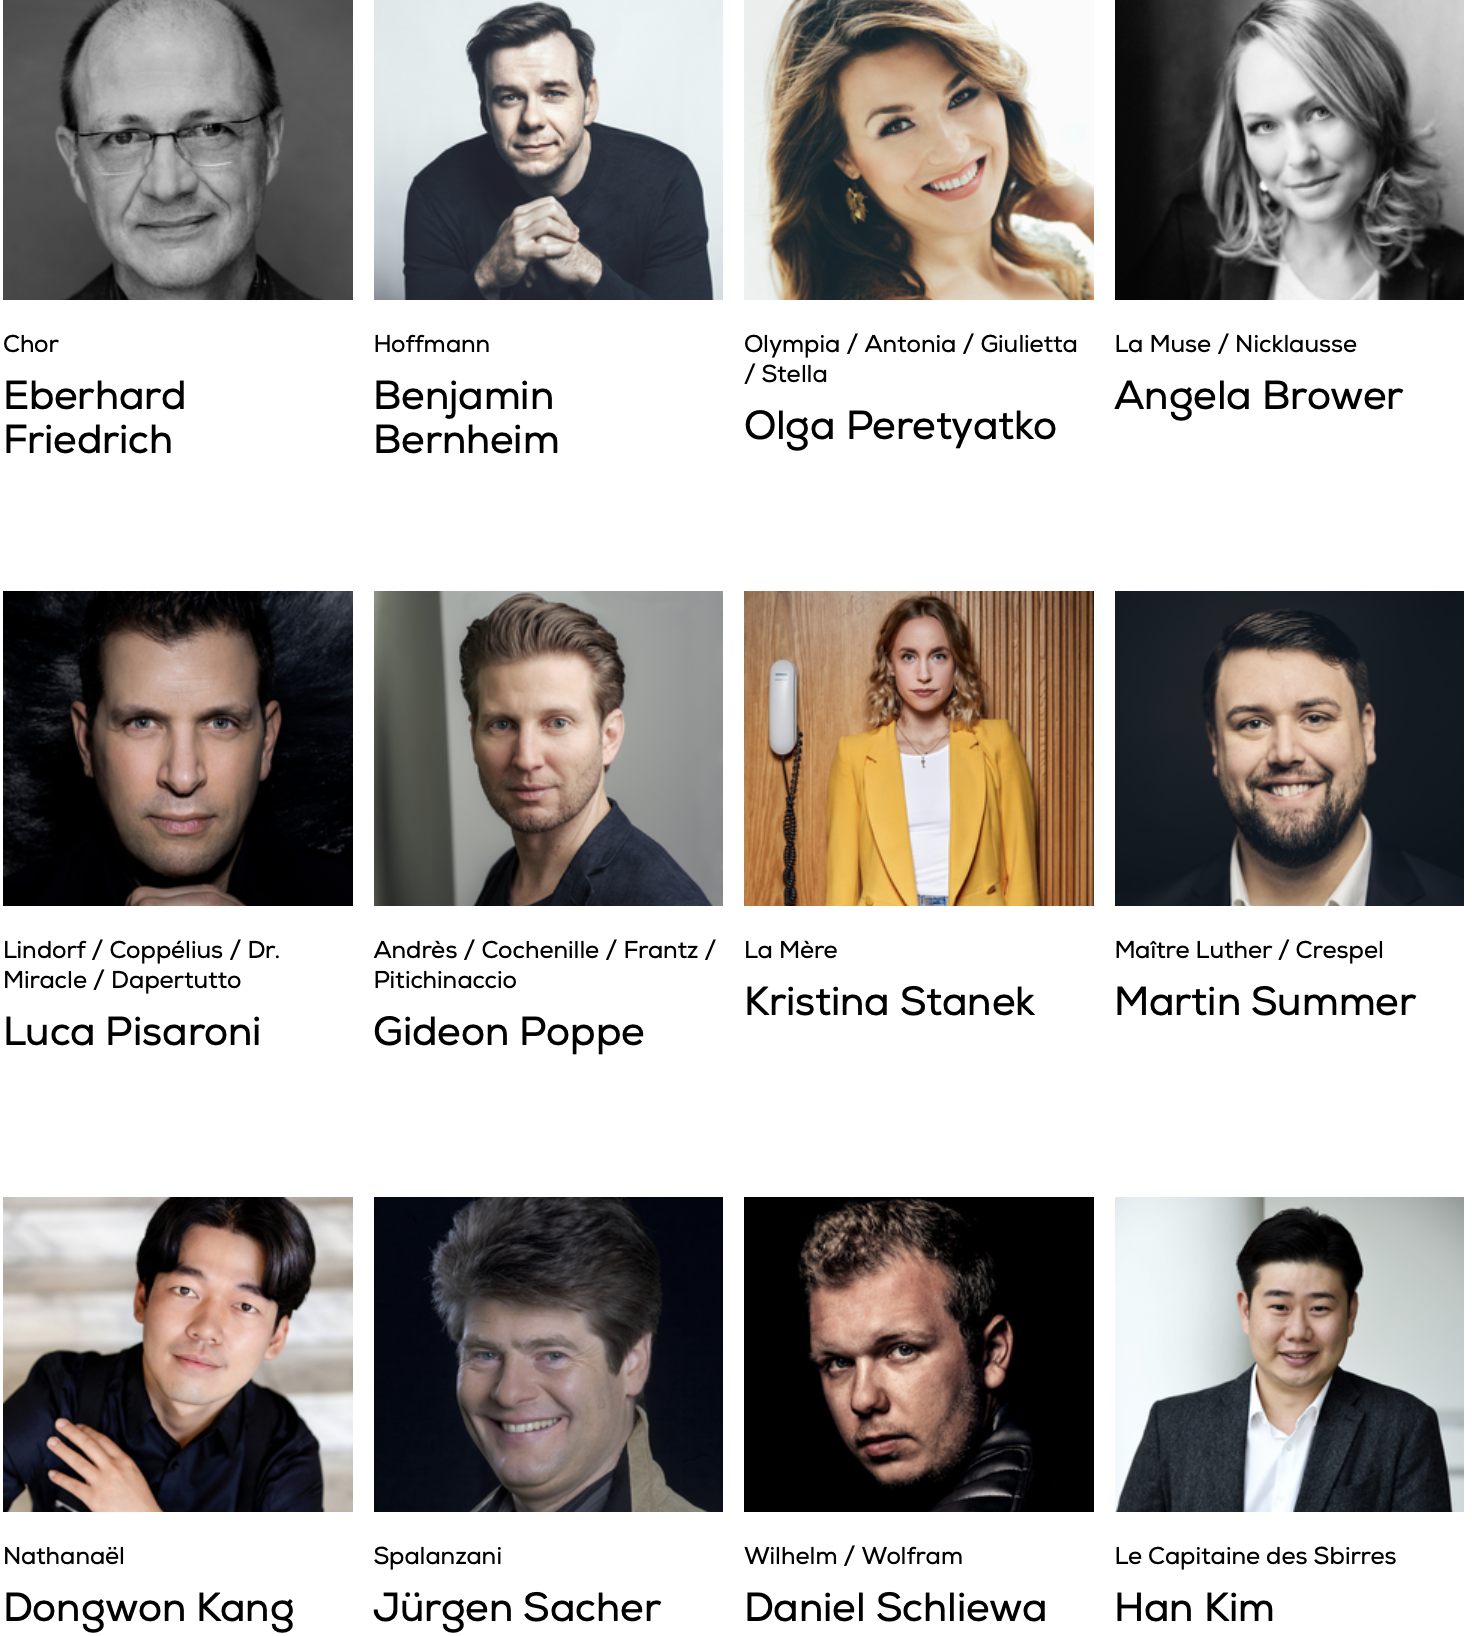 Chor
Eberhard
Friedrich
Hoffmann
Benjamin
Bernheim
Olympia / Antonia / Giulietta
/ Stella
Olga Peretyatko
La Muse / Nicklausse
Angela Brower
Lindorf / Coppélius / Dr.
Miracle / Dapertutto
Luca Pisaroni
Andrès / Cochenille / Frantz /
Pitichinaccio
Gideon Poppe
La Mère
Kristina Stanek
Maître Luther / Crespel
Martin Summer
Nathanaël
Dongwon Kang
Spalanzani
Jürgen Sacher
Wilhelm / Wolfram
Daniel Schliewa
Le Capitaine des Sbirres
Han Kim